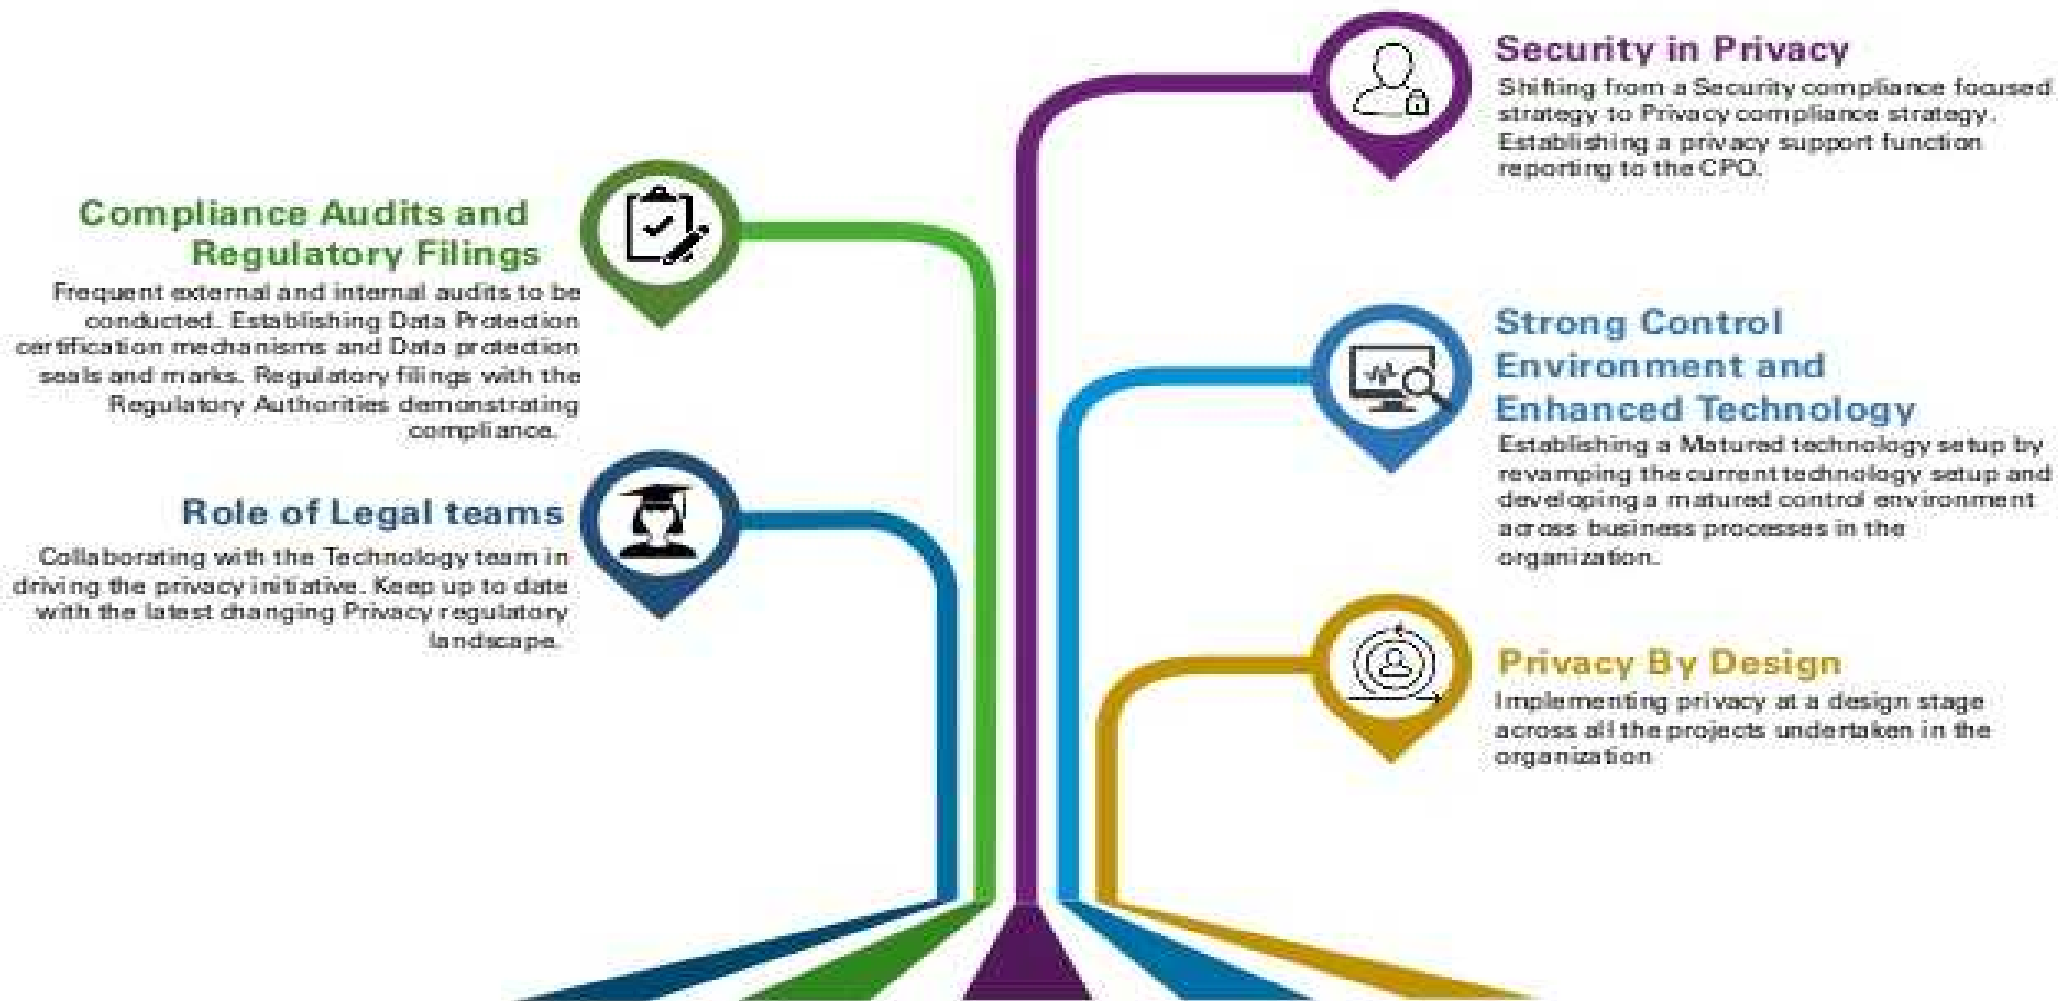 Security in Privacy
Shifting from a Security compliance focused
strategy to Privacy compliance strategy.
Establishing a privacy support function
reporting to the CPO.
Compliance Audits and
Regulatory Filings
Frequent external and internal audits to be
conducted. Establishing Data Protection
certification mechanisms and Data protection
seals and marks. Regulatory filings with the
Regulatory Authorities demonstrating
compliance.
Strong Control
Environment and
Enhanced Technology
Establishing a Matured technology setup by
revamping the current technology setup and
developing a matured control environment
across business processes in the
organization.
Role of Legal teams
Collaborating with the Technology team in
driving the privacy initiative. Keep up to date
with the latest changing Privacy regulatory
landscape.
Privacy By Design
Implementing privacy at a design stage
across all the projects undertaken in the
organization